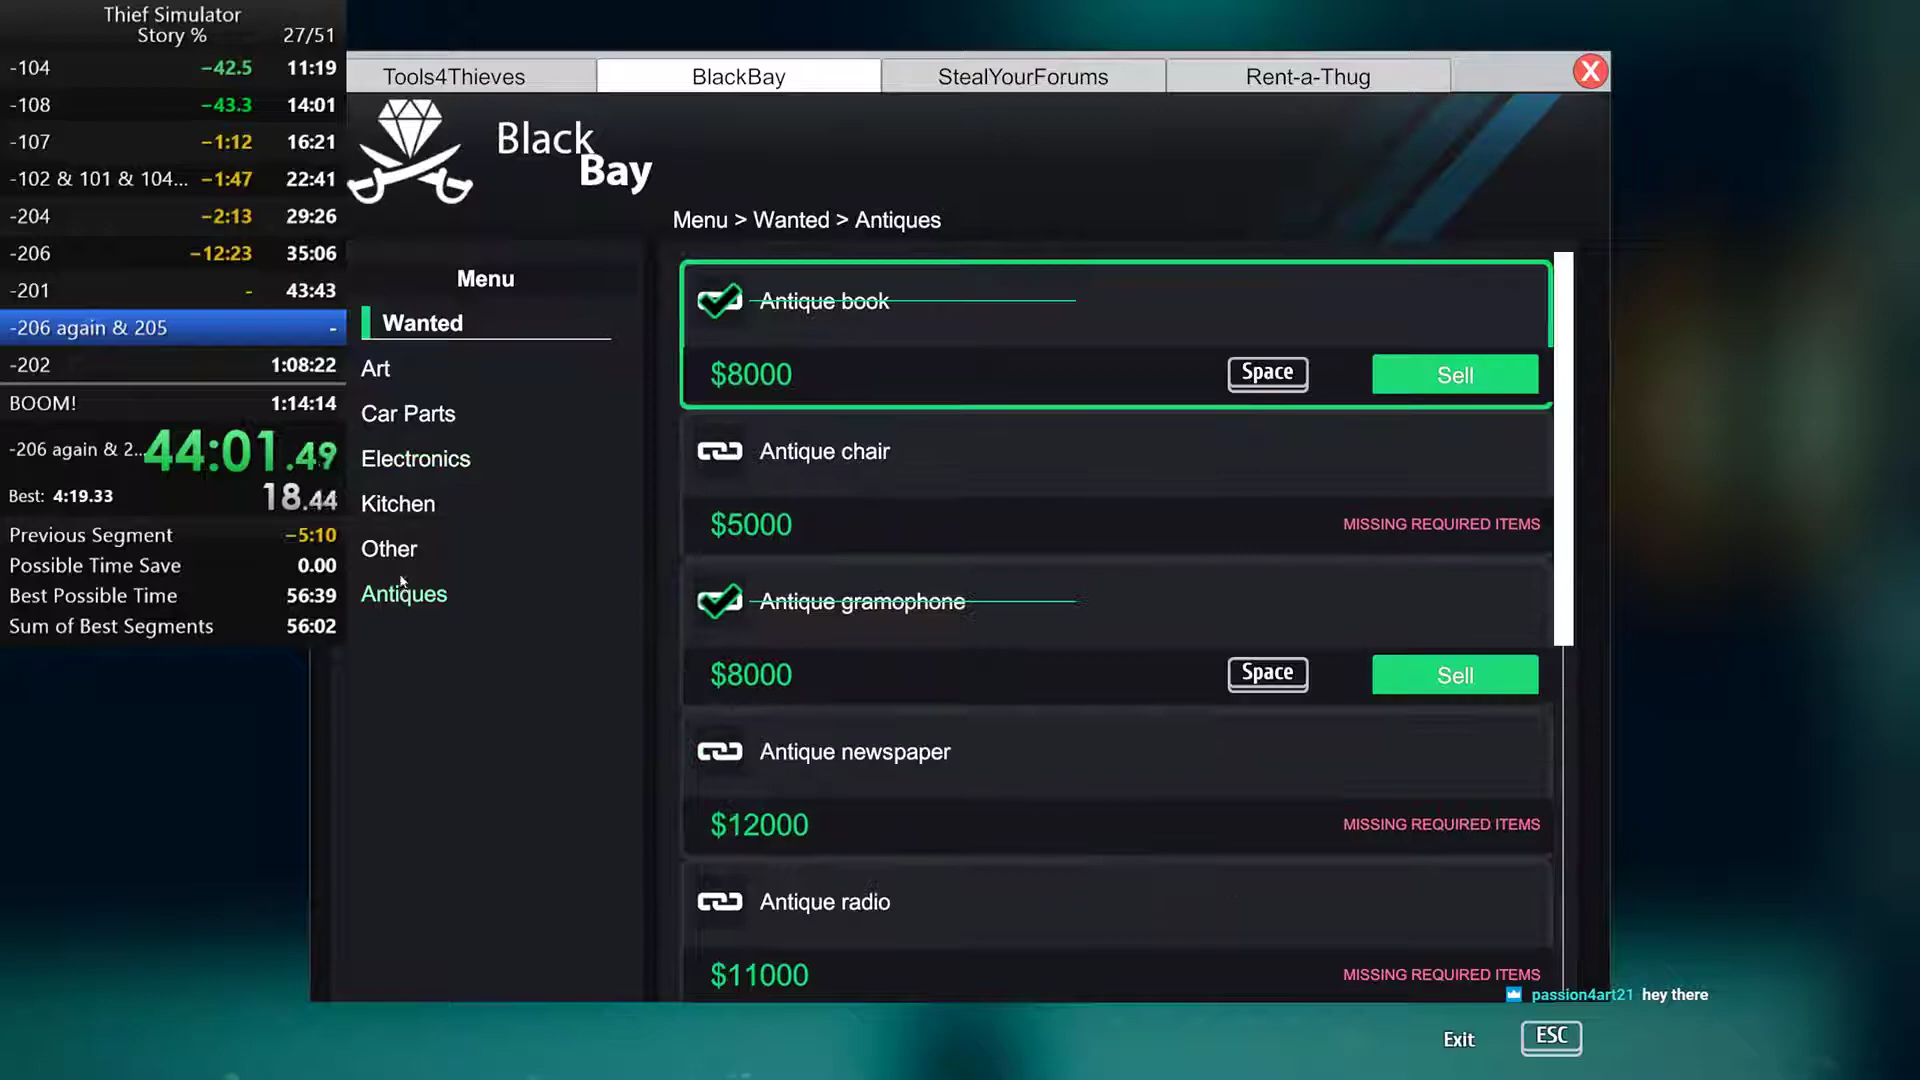 Thief Simulator
Story % 27/51
-104 −42.5 11:19
-108 −43.3 14:01
-107 −1:12 16:21
-102 & 101 & 104... −1:47 22:41
-204 −2:13 29:26
-206 −12:23 35:06
-201 - 43:43
-206 again & 205 -
-202 1:08:22
BOOM! 1:14:14
-206 again & 2... 44:01.49
Best: 4:19.33 18.44
Previous Segment −5:10
Possible Time Save 0.00
Best Possible Time 56:39
Sum of Best Segments 56:02
Tools4Thieves BlackBay StealYourForums Rent-a-Thug X
Black
Bay
Menu > Wanted > Antiques
Menu
Wanted
Art
Car Parts
Electronics
Kitchen
Other
Antiques
Antique book
$8000 Space Sell
Antique chair
$5000 MISSING REQUIRED ITEMS
Antique gramophone
$8000 Space Sell
Antique newspaper
$12000 MISSING REQUIRED ITEMS
Antique radio
$11000 MISSING REQUIRED ITEMS
passion4art21 hey there
Exit ESC